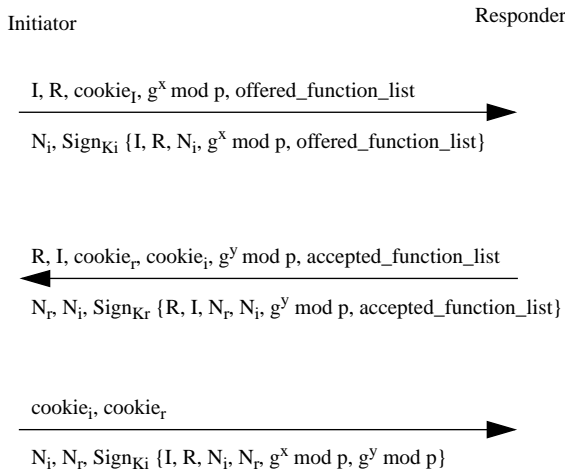 Initiator
Responder
I, R, cookie_I, g^x mod p, offered_function_list
N_i, Sign_Ki {I, R, N_i, g^x mod p, offered_function_list}
R, I, cookie_r, cookie_i, g^y mod p, accepted_function_list
N_r, N_i, Sign_Kr {R, I, N_r, N_i, g^y mod p, accepted_function_list}
cookie_i, cookie_r
N_i, N_r, Sign_Ki {I, R, N_i, N_r, g^x mod p, g^y mod p}